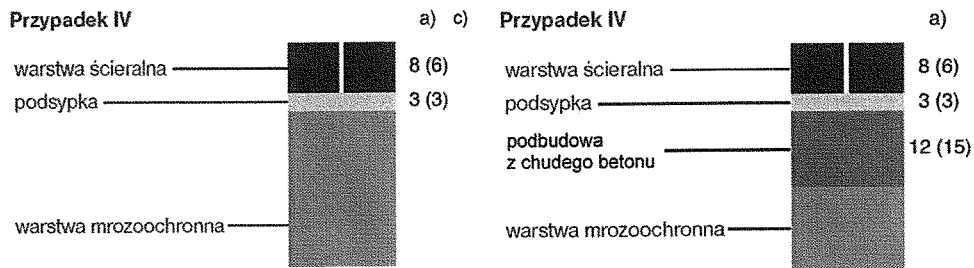 Przypadek IV a) c)
warstwa ścieralna 8 (6)
podsypka 3 (3)
warstwa mrozoochronna
Przypadek IV a)
warstwa ścieralna 8 (6)
podsypka 3 (3)
podbudowa
z chudego betonu 12 (15)
warstwa mrozoochronna